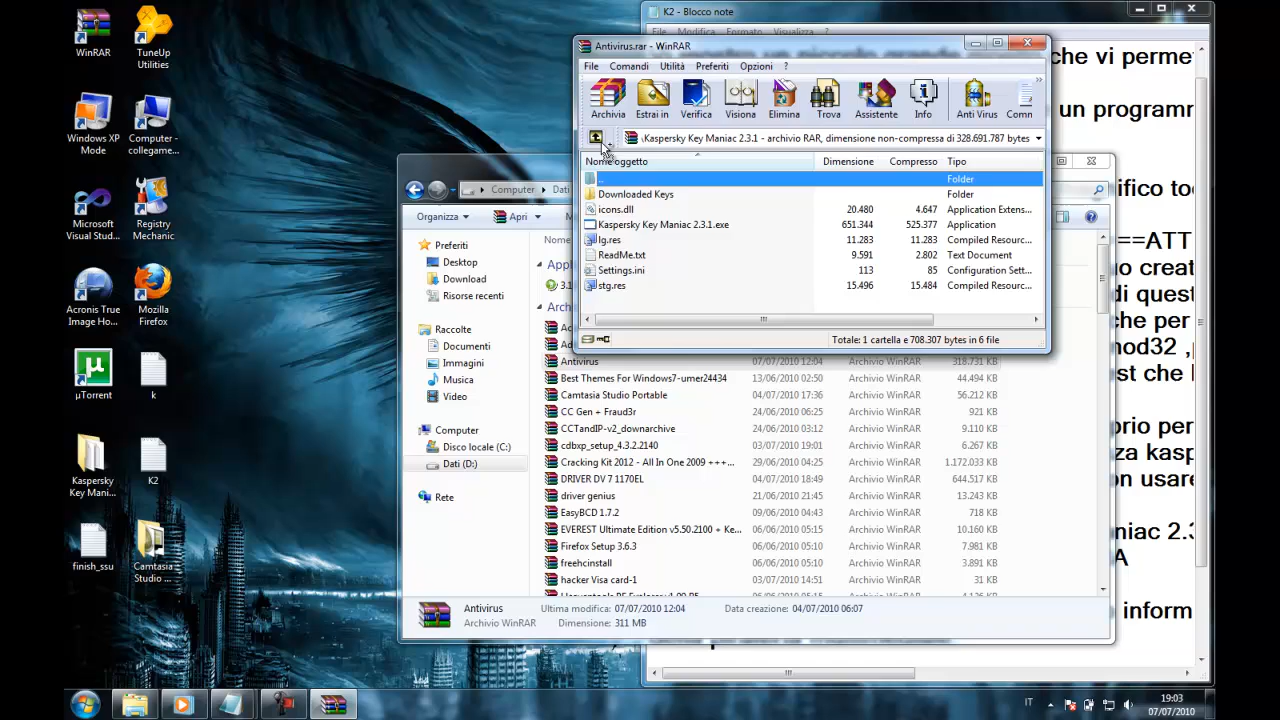 WinRAR
TuneUp
Utilities
Windows XP
Mode
Computer -
collegame...
Microsoft
Visual Stud...
Registry
Mechanic
Acronis True
Image Ho...
Mozilla
Firefox
µTorrent
k
Kaspersky
Key Mani...
K2
finish_ssu
Camtasia
Studio ...
K2 - Blocco note
File Modifica Formato Visualizza ?
che vi perme
un programm
ifico too
==ATT
o creat
di quest
che per
nod32 ,p
st che l
prio per
za kasp
on usare
niac 2.3
A
inform
Antivirus.rar - WinRAR
File Comandi Utilità Preferiti Opzioni ?
Archivia Estrai in Verifica Visiona Elimina Trova Assistente Info Anti Virus Comn
\Kaspersky Key Maniac 2.3.1 - archivio RAR, dimensione non-compressa di 328.691.787 bytes
Nome oggetto Dimensione Compresso Tipo
.. Folder
Downloaded Keys Folder
icons.dll 20.480 4.647 Application Extens...
Kaspersky Key Maniac 2.3.1.exe 651.344 525.377 Application
lg.res 11.283 11.283 Compiled Resourc...
ReadMe.txt 9.591 2.802 Text Document
Settings.ini 113 85 Configuration Sett...
stg.res 15.496 15.484 Compiled Resourc...
Totale: 1 cartella e 708.307 bytes in 6 file
Computer Dati
Organizza Apri
Nome
Preferiti
Desktop
Download
Risorse recenti
Raccolte
Documenti
Immagini
Musica
Video
Computer
Disco locale (C:)
Dati (D:)
Rete
Appl
3.1
Arch
Antivirus 07/07/2010 12:04 Archivio WinRAR 318.731 KB
Best Themes For Windows7-umer24434 13/06/2010 02:50 Archivio WinRAR 44.494 KB
Camtasia Studio Portable 04/07/2010 17:36 Archivio WinRAR 56.212 KB
CC Gen + Fraud3r 24/06/2010 06:25 Archivio WinRAR 921 KB
CCTandIP-v2_downarchive 24/06/2010 03:12 Archivio WinRAR 9.110 KB
cdbxp_setup_4.3.2.2140 03/07/2010 19:01 Archivio WinRAR 6.267 KB
Cracking Kit 2012 - All In One 2009 +++... 29/06/2010 04:25 Archivio WinRAR 1.172.033 KB
DRIVER DV 7 1170EL 04/07/2010 18:49 Archivio WinRAR 644.517 KB
driver genius 21/06/2010 21:45 Archivio WinRAR 13.243 KB
EasyBCD 1.7.2 09/06/2010 04:43 Archivio WinRAR 718 KB
EVEREST Ultimate Edition v5.50.2100 + Ke... 06/06/2010 05:15 Archivio WinRAR 10.160 KB
Firefox Setup 3.6.3 06/06/2010 05:10 Archivio WinRAR 7.981 KB
freehcinstall 06/06/2010 05:10 Archivio WinRAR 3.891 KB
hacker Visa card-1 03/07/2010 14:51 Archivio WinRAR 31 KB
Antivirus Ultima modifica: 07/07/2010 12:04 Data creazione: 04/07/2010 06:07
Archivio WinRAR Dimensione: 311 MB
IT
19:03
07/07/2010